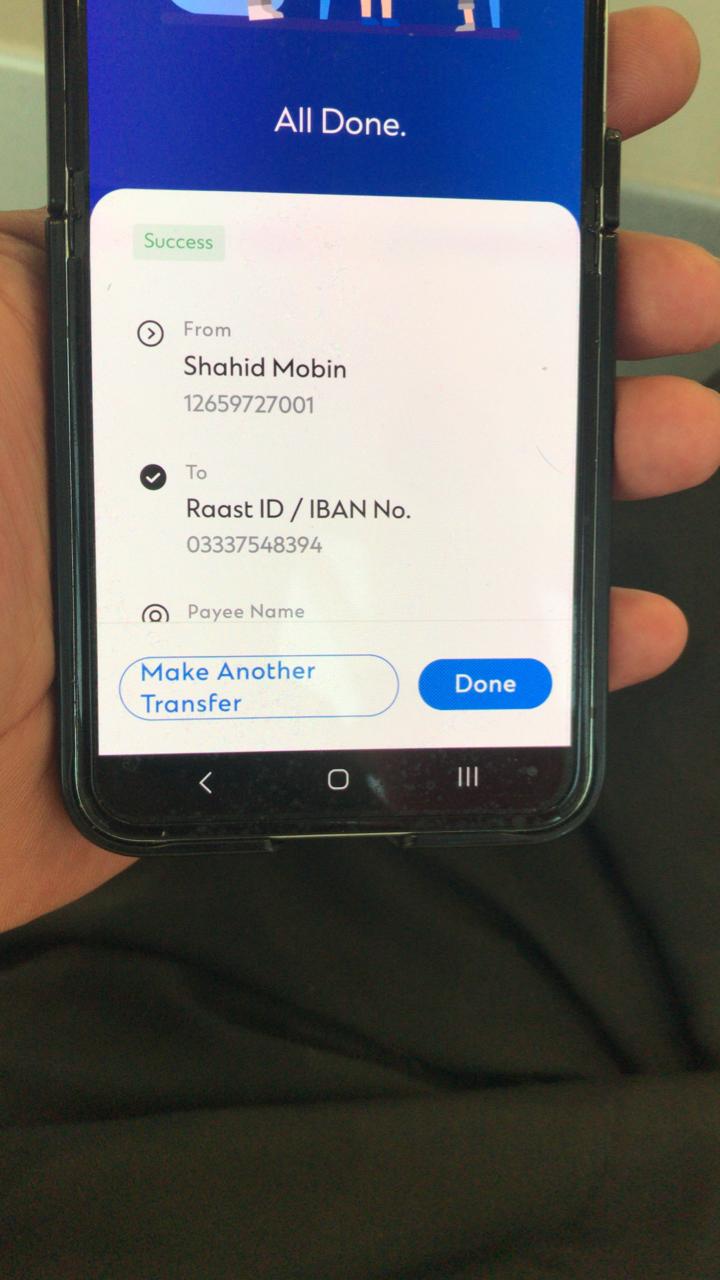 All Done.
Success
From
Shahid Mobin
12659727001
To
Raast ID / IBAN No.
03337548394
Payee Name
Make Another
Transfer
Done